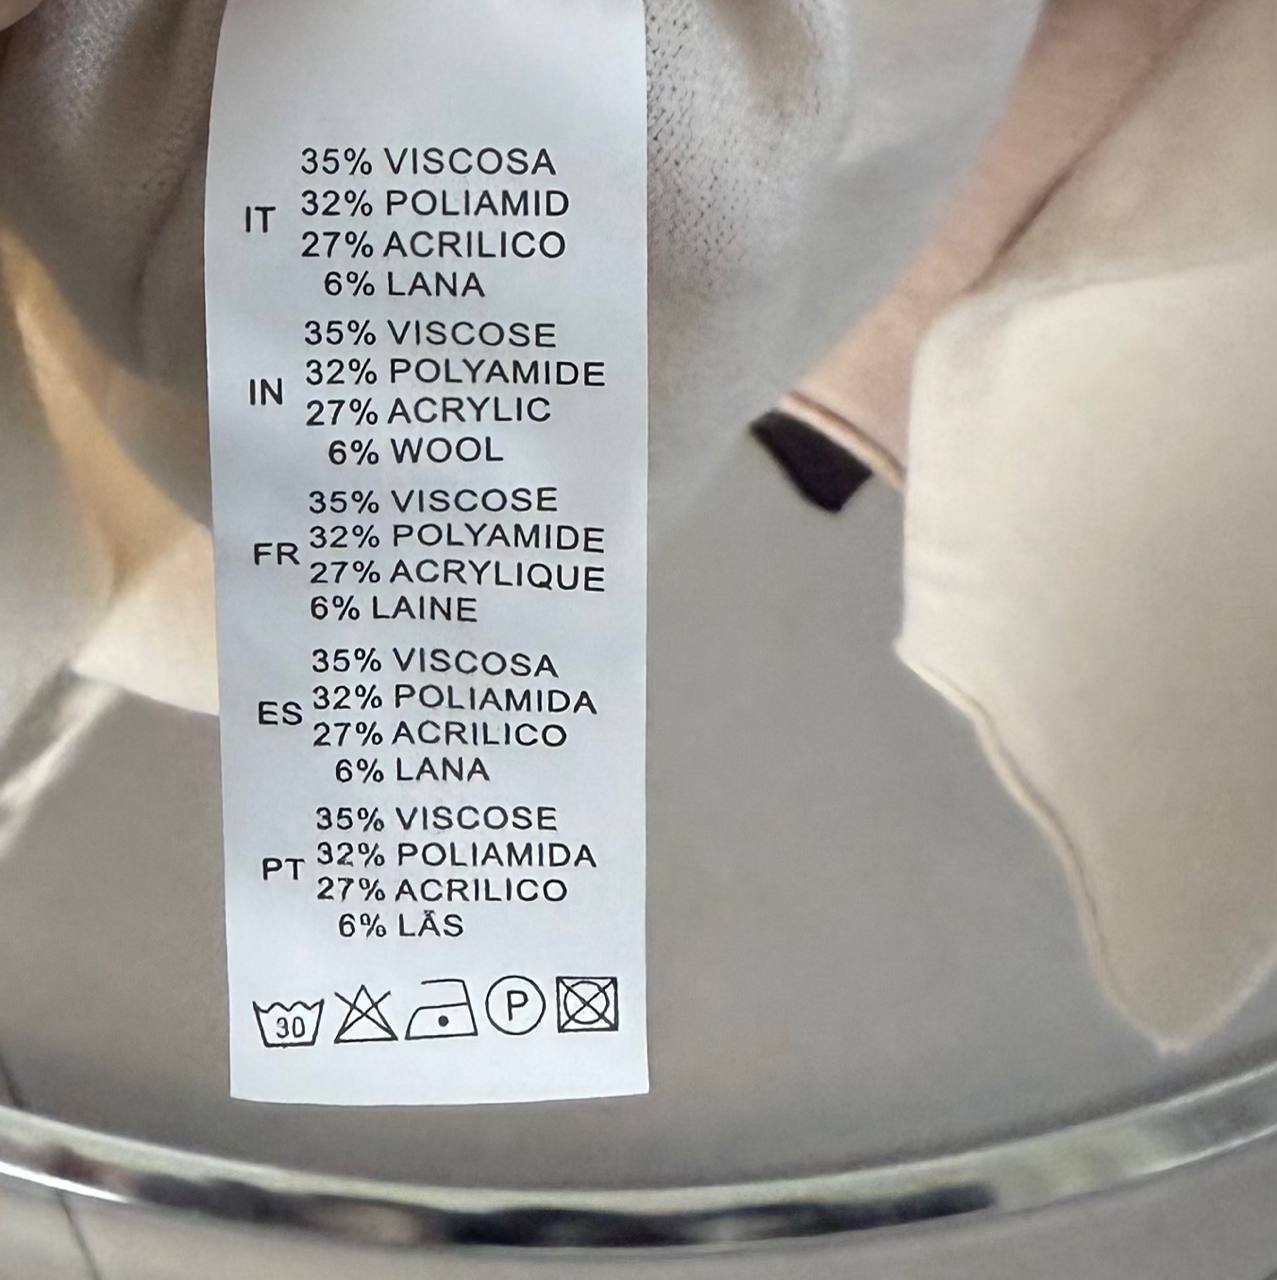 IT
35% VISCOSA
32% POLIAMID
27% ACRILICO
6% LANA
IN
35% VISCOSE
32% POLYAMIDE
27% ACRYLIC
6% WOOL
FR
35% VISCOSE
32% POLYAMIDE
27% ACRYLIQUE
6% LAINE
ES
35% VISCOSA
32% POLIAMIDA
27% ACRILICO
6% LANA
PT
35% VISCOSE
32% POLIAMIDA
27% ACRILICO
6% LÃS
30 P